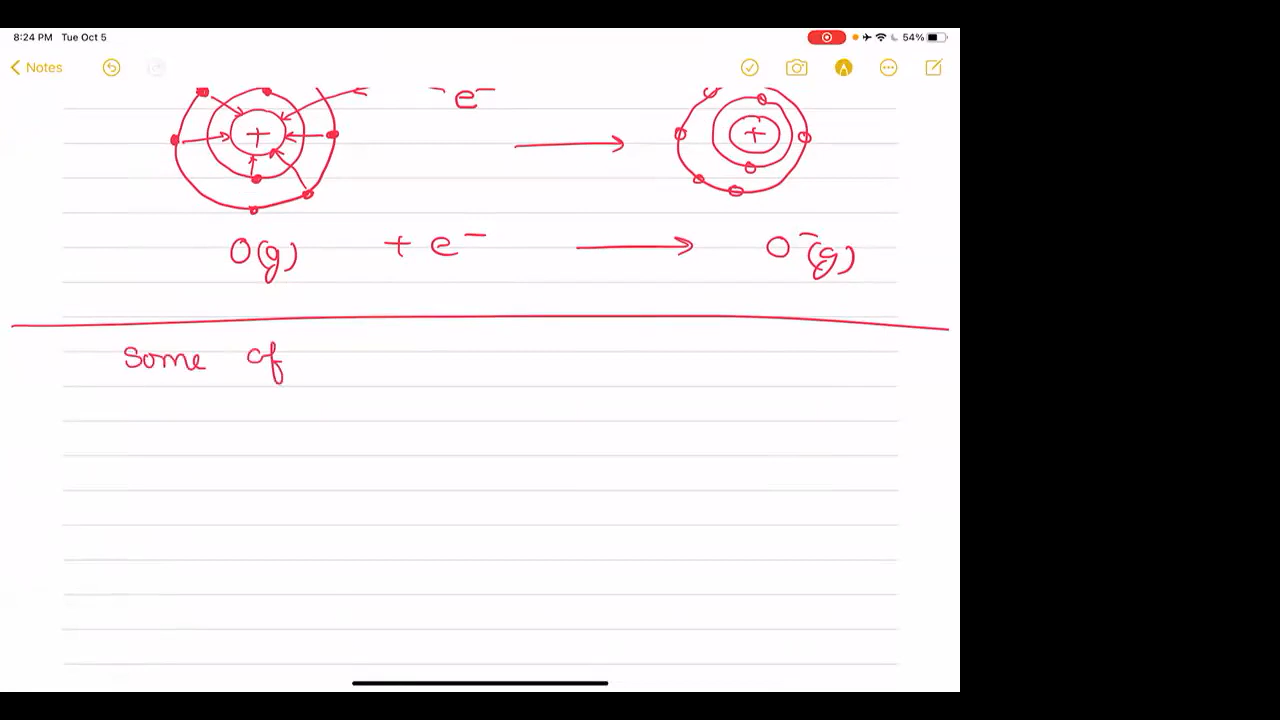 8:24 PM Tue Oct 5 54%
Notes
e⁻
+ +
O(g) + e⁻ ⟶ O⁻(g)
Some of